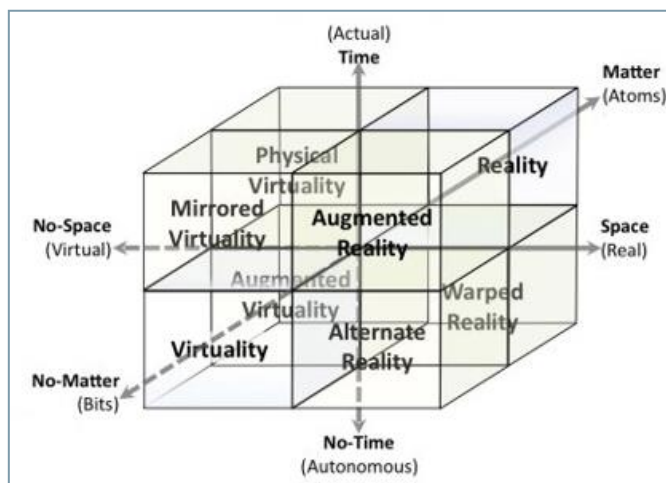 (Actual)
Time
Matter
(Atoms)
Physical
Virtuality
Reality
Mirrored
Virtuality
Augmented
Reality
No-Space
(Virtual)
Space
(Real)
Augmented
Virtuality
Warped
Reality
Virtuality
Alternate
Reality
No-Matter
(Bits)
No-Time
(Autonomous)